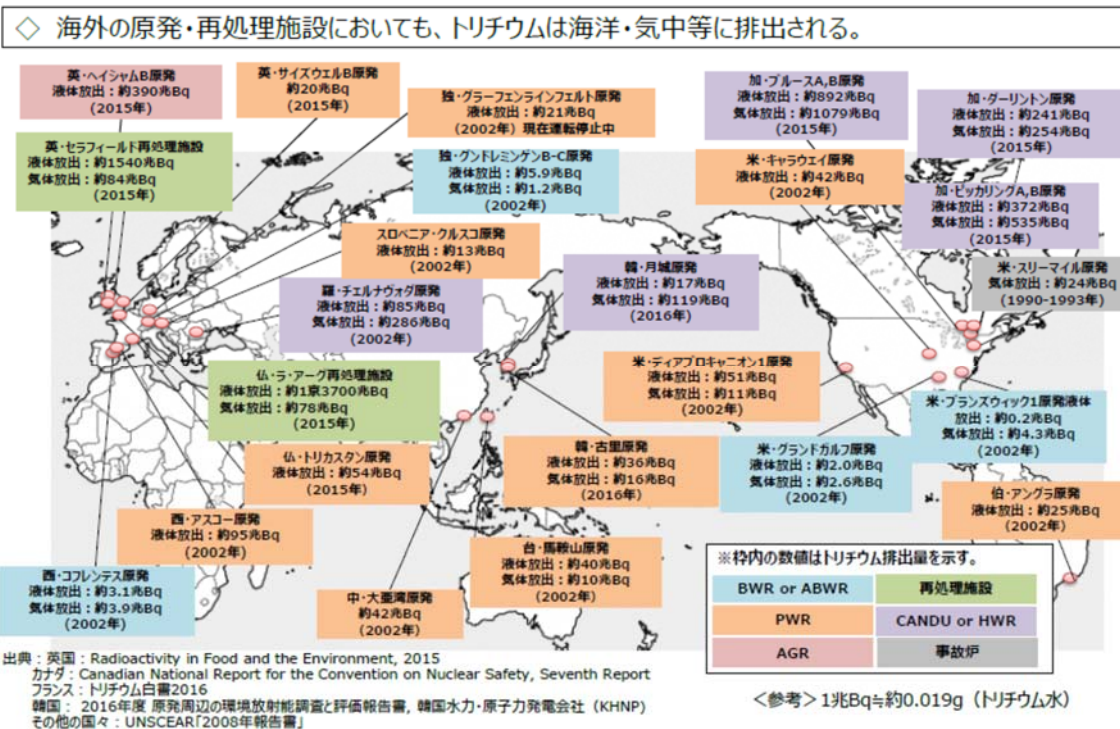 ◇ 海外の原発・再処理施設においても、トリチウムは海洋・気中等に排出される。
英・ヘイシャムB原発
液体放出：約390兆Bq
(2015年)
英・サイズウェルB原発
約20兆Bq
(2015年)
独・グラーフェンラインフェルト原発
液体放出：約21兆Bq
(2002年) 現在運転停止中
加・ブルースA,B原発
液体放出：約892兆Bq
気体放出：約1079兆Bq
(2015年)
加・ダーリントン原発
液体放出：約241兆Bq
気体放出：約254兆Bq
(2015年)
英・セラフィールド再処理施設
液体放出：約1540兆Bq
気体放出：約84兆Bq
(2015年)
独・グンドレミンゲンB-C原発
液体放出：約5.9兆Bq
気体放出：約1.2兆Bq
(2002年)
米・キャラウェイ原発
液体放出：約42兆Bq
(2002年)
加・ピッカリングA,B原発
液体放出：約372兆Bq
気体放出：約535兆Bq
(2015年)
スロベニア・クルスコ原発
液体放出：約13兆Bq
(2002年)
韓・月城原発
液体放出：約17兆Bq
気体放出：約119兆Bq
(2016年)
米・スリーマイル原発
液体放出：約24兆Bq
(1990-1993年)
羅・チェルナヴォダ原発
液体放出：約85兆Bq
気体放出：約286兆Bq
(2002年)
仏・ラ・アーグ再処理施設
液体放出：約1京3700兆Bq
気体放出：約78兆Bq
(2015年)
米・ディアブロキャニオン1原発
液体放出：約51兆Bq
気体放出：約11兆Bq
(2002年)
米・ブランズウィック1原発液体
放出：約0.2兆Bq
気体放出：約4.3兆Bq
(2002年)
仏・トリカスタン原発
液体放出：約54兆Bq
(2015年)
韓・古里原発
液体放出：約36兆Bq
気体放出：約16兆Bq
(2016年)
米・グランドガルフ原発
液体放出：約2.0兆Bq
気体放出：約2.6兆Bq
(2002年)
伯・アングラ原発
液体放出：約25兆Bq
(2002年)
西・アスコー原発
液体放出：約95兆Bq
(2002年)
台・馬鞍山原発
液体放出：約40兆Bq
気体放出：約10兆Bq
(2002年)
西・コフレンテス原発
液体放出：約3.1兆Bq
気体放出：約3.9兆Bq
(2002年)
中・大亜湾原発
約42兆Bq
(2002年)
※枠内の数値はトリチウム排出量を示す。
BWR or ABWR
再処理施設
PWR
CANDU or HWR
AGR
事故炉
出典：英国：Radioactivity in Food and the Environment, 2015
カナダ：Canadian National Report for the Convention on Nuclear Safety, Seventh Report
フランス：トリチウム白書2016
韓国： 2016年度 原発周辺の環境放射能調査と評価報告書, 韓国水力・原子力発電会社（KHNP）
その他の国々：UNSCEAR「2008年報告書」
＜参考＞1兆Bq≒約0.019g（トリチウム水）